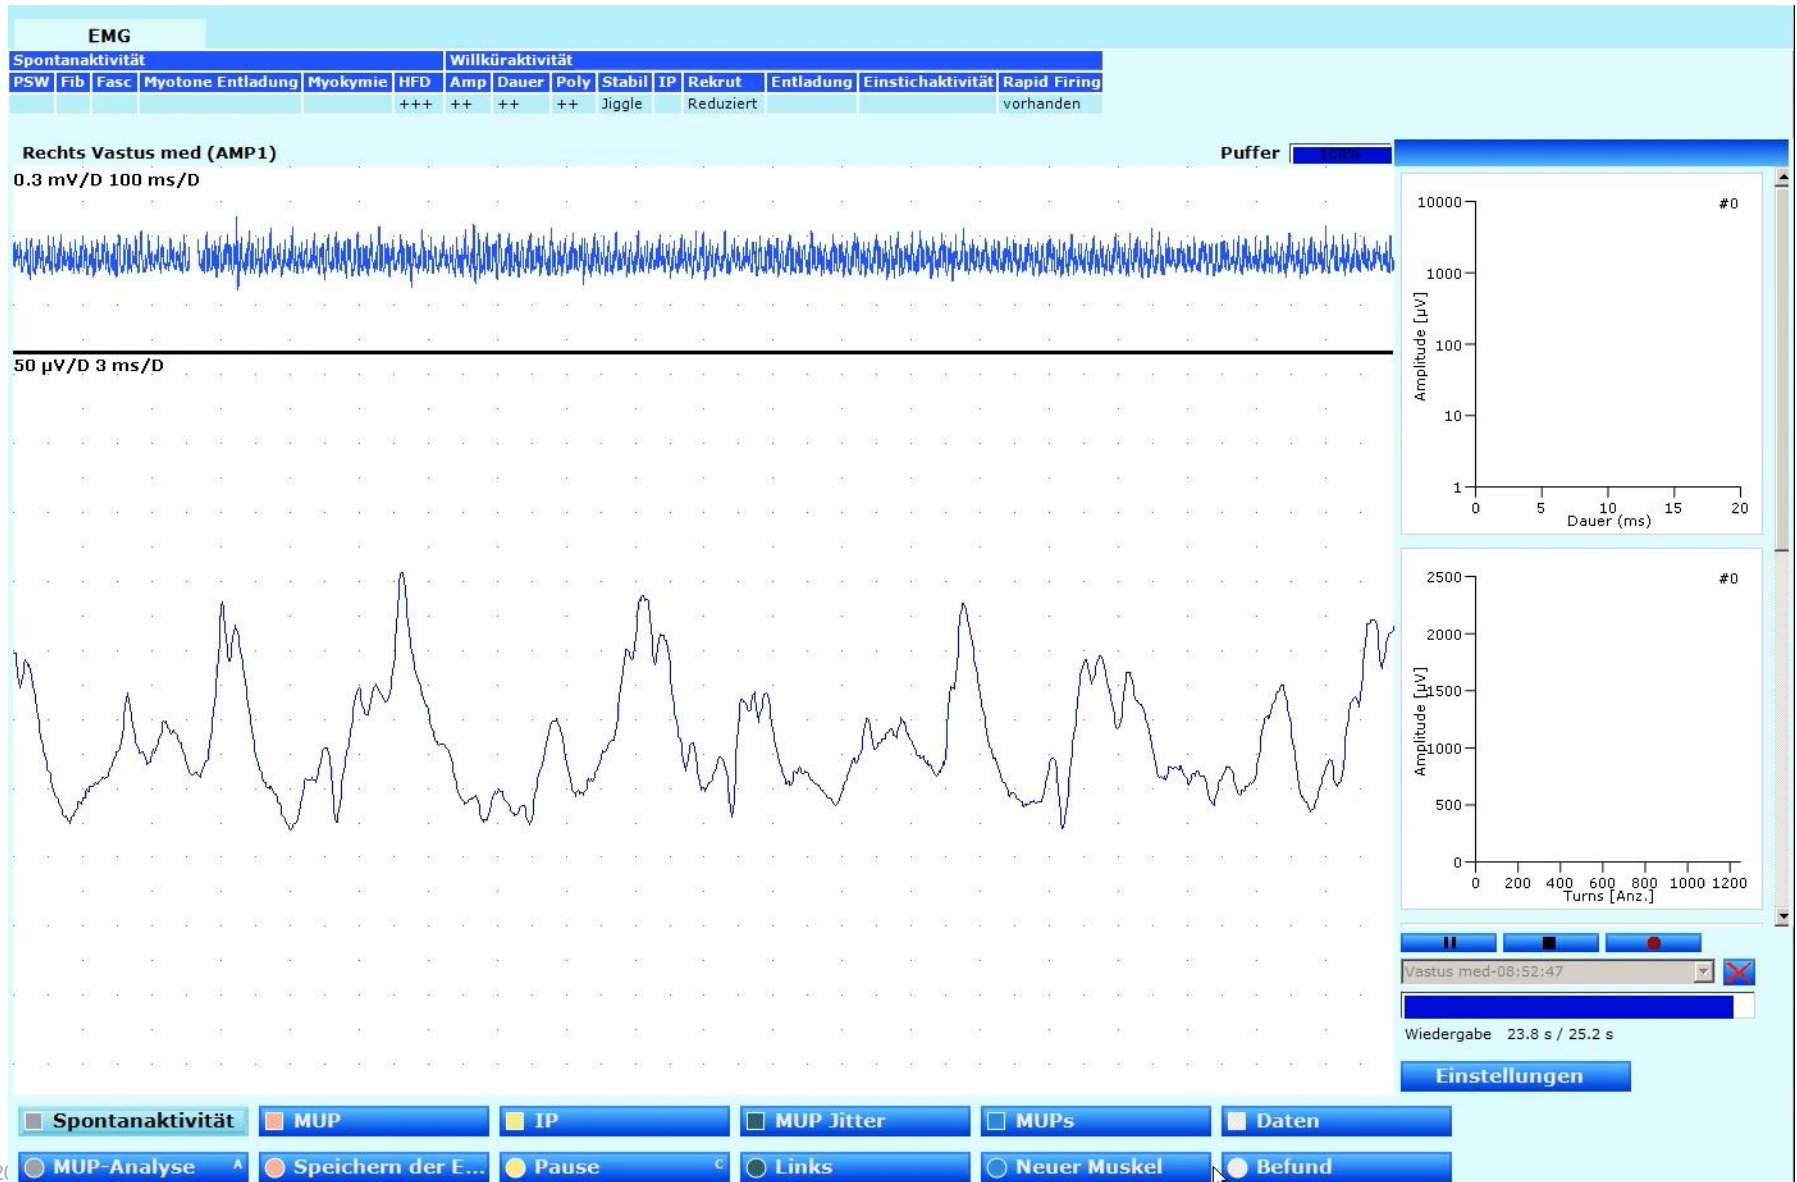 EMG
Spontanaktivität Willküraktivität
PSW Fib Fasc Myotone Entladung Myokymie HFD Amp Dauer Poly Stabil IP Rekrut Entladung Einstichaktivität Rapid Firing
+++ ++ ++ ++ Jiggle Reduziert vorhanden
Rechts Vastus med (AMP1) Puffer 100%
0.3 mV/D 100 ms/D
50 µV/D 3 ms/D
#0
10000
1000
100
10
1
Amplitude [µV]
0 5 10 15 20
Dauer (ms)
#0
2500
2000
1500
1000
500
0
Amplitude [µV]
0 200 400 600 800 1000 1200
Turns [Anz.]
Vastus med-08:52:47
Wiedergabe 23.8 s / 25.2 s
Einstellungen
Spontanaktivität MUP IP MUP Jitter MUPs Daten
MUP-Analyse A Speichern der E... Pause C Links Neuer Muskel Befund